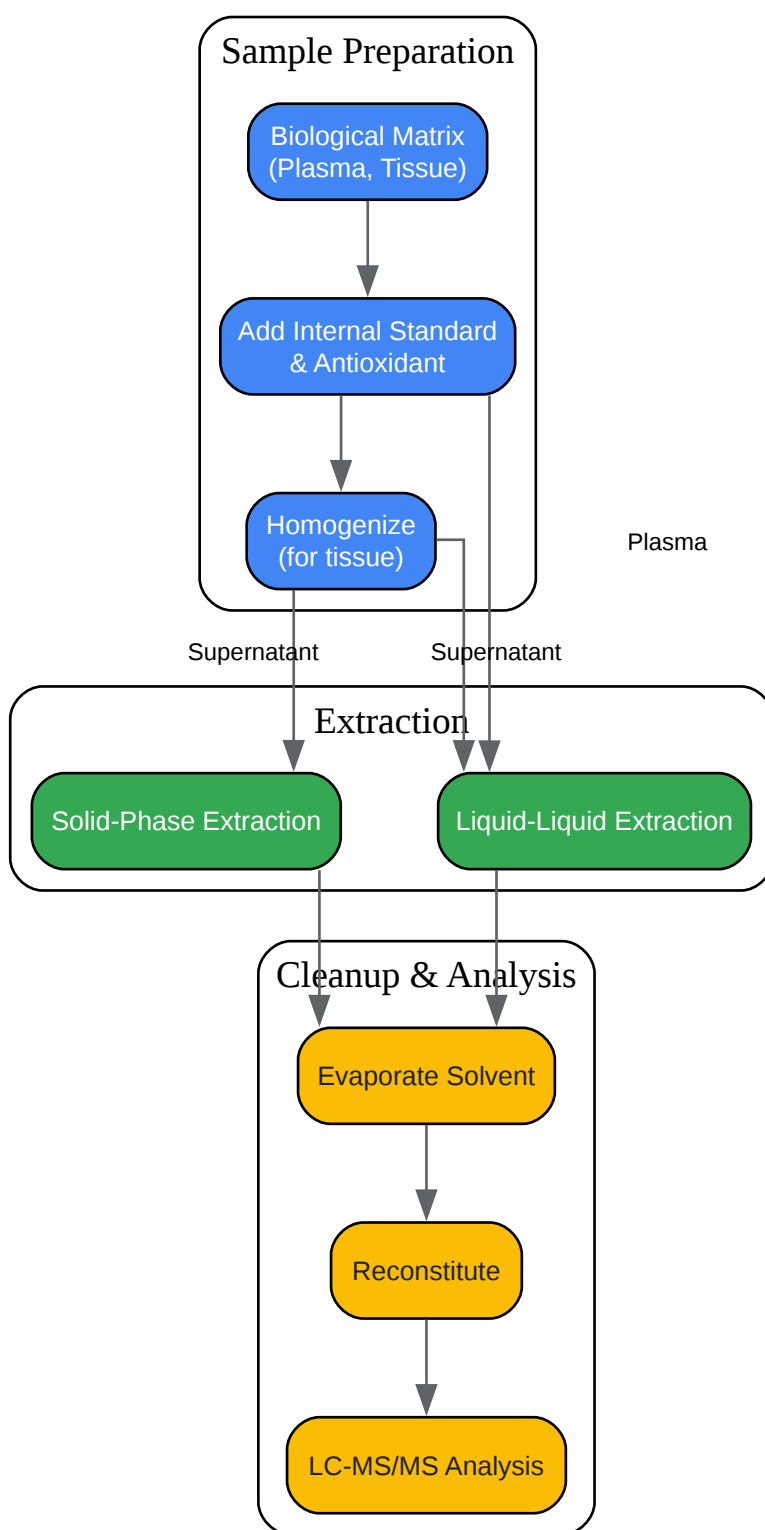 Sample Preparation
Biological Matrix
(Plasma, Tissue)
Add Internal Standard
& Antioxidant
Homogenize
(for tissue)
Plasma
Supernatant
Supernatant
Extraction
Solid-Phase Extraction
Liquid-Liquid Extraction
Cleanup & Analysis
Evaporate Solvent
Reconstitute
LC-MS/MS Analysis